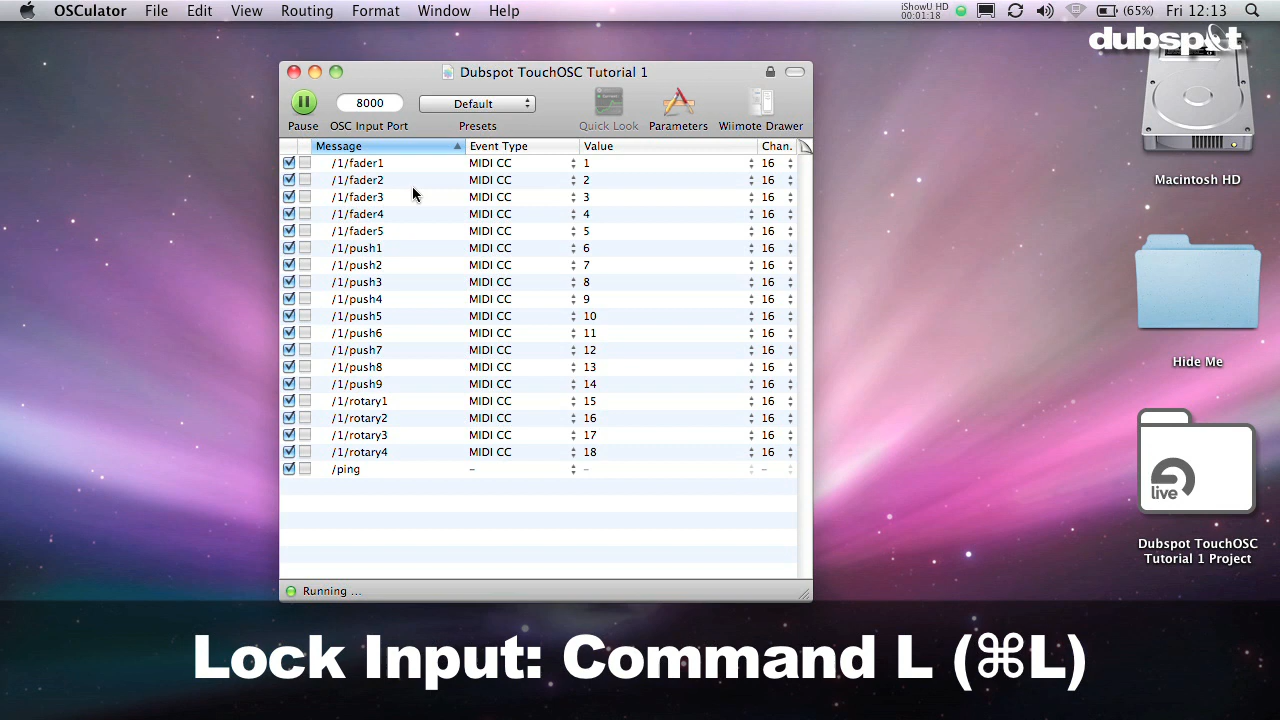 OSCulator File Edit View Routing Format Window Help iShowU HD 00:01:18 (65%) Fri 12:13
dubspot
Dubspot TouchOSC Tutorial 1
8000 Default
Pause OSC Input Port Presets Quick Look Parameters Wiimote Drawer
Message Event Type Value Chan.
/1/fader1 MIDI CC 1 16
/1/fader2 MIDI CC 2 16
/1/fader3 MIDI CC 3 16
/1/fader4 MIDI CC 4 16
/1/fader5 MIDI CC 5 16
/1/push1 MIDI CC 6 16
/1/push2 MIDI CC 7 16
/1/push3 MIDI CC 8 16
/1/push4 MIDI CC 9 16
/1/push5 MIDI CC 10 16
/1/push6 MIDI CC 11 16
/1/push7 MIDI CC 12 16
/1/push8 MIDI CC 13 16
/1/push9 MIDI CC 14 16
/1/rotary1 MIDI CC 15 16
/1/rotary2 MIDI CC 16 16
/1/rotary3 MIDI CC 17 16
/1/rotary4 MIDI CC 18 16
/ping – – –
Running ...
Macintosh HD
Hide Me
live
Dubspot TouchOSC
Tutorial 1 Project
Lock Input: Command L (⌘L)